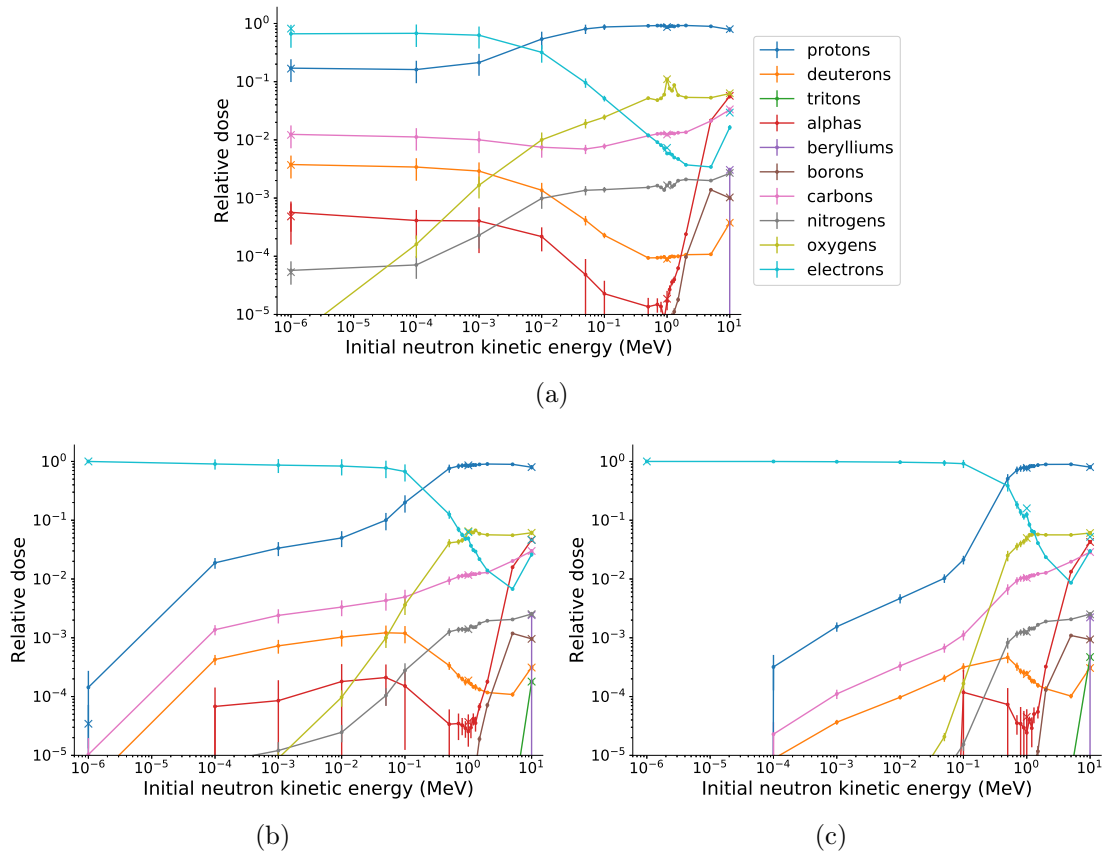 10⁰
10⁻¹
10⁻²
10⁻³
10⁻⁴
10⁻⁵
Relative dose
10⁻⁶ 10⁻⁵ 10⁻⁴ 10⁻³ 10⁻² 10⁻¹ 10⁰ 10¹
Initial neutron kinetic energy (MeV)
protons
deuterons
tritons
alphas
berylliums
borons
carbons
nitrogens
oxygens
electrons
(a)
10⁰
10⁻¹
10⁻²
10⁻³
10⁻⁴
10⁻⁵
Relative dose
10⁻⁶ 10⁻⁵ 10⁻⁴ 10⁻³ 10⁻² 10⁻¹ 10⁰ 10¹
Initial neutron kinetic energy (MeV)
(b)
10⁰
10⁻¹
10⁻²
10⁻³
10⁻⁴
10⁻⁵
Relative dose
10⁻⁶ 10⁻⁵ 10⁻⁴ 10⁻³ 10⁻² 10⁻¹ 10⁰ 10¹
Initial neutron kinetic energy (MeV)
(c)